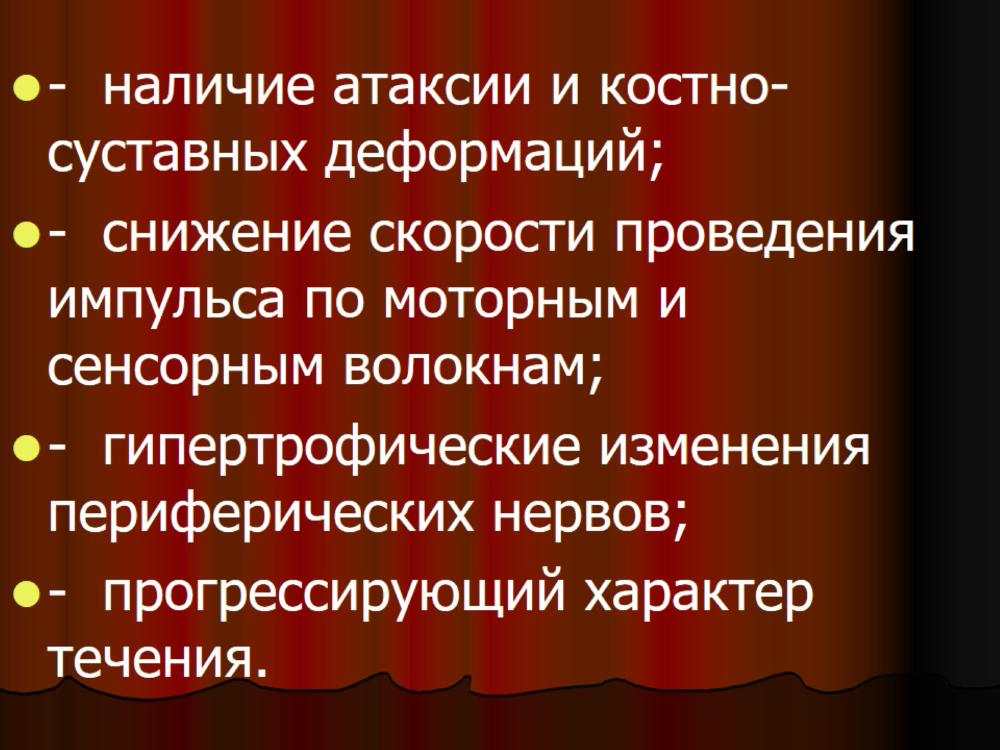 - наличие атаксии и костно-
суставных деформаций;
- снижение скорости проведения
импульса по моторным и
сенсорным волокнам;
- гипертрофические изменения
периферических нервов;
- прогрессирующий характер
течения.